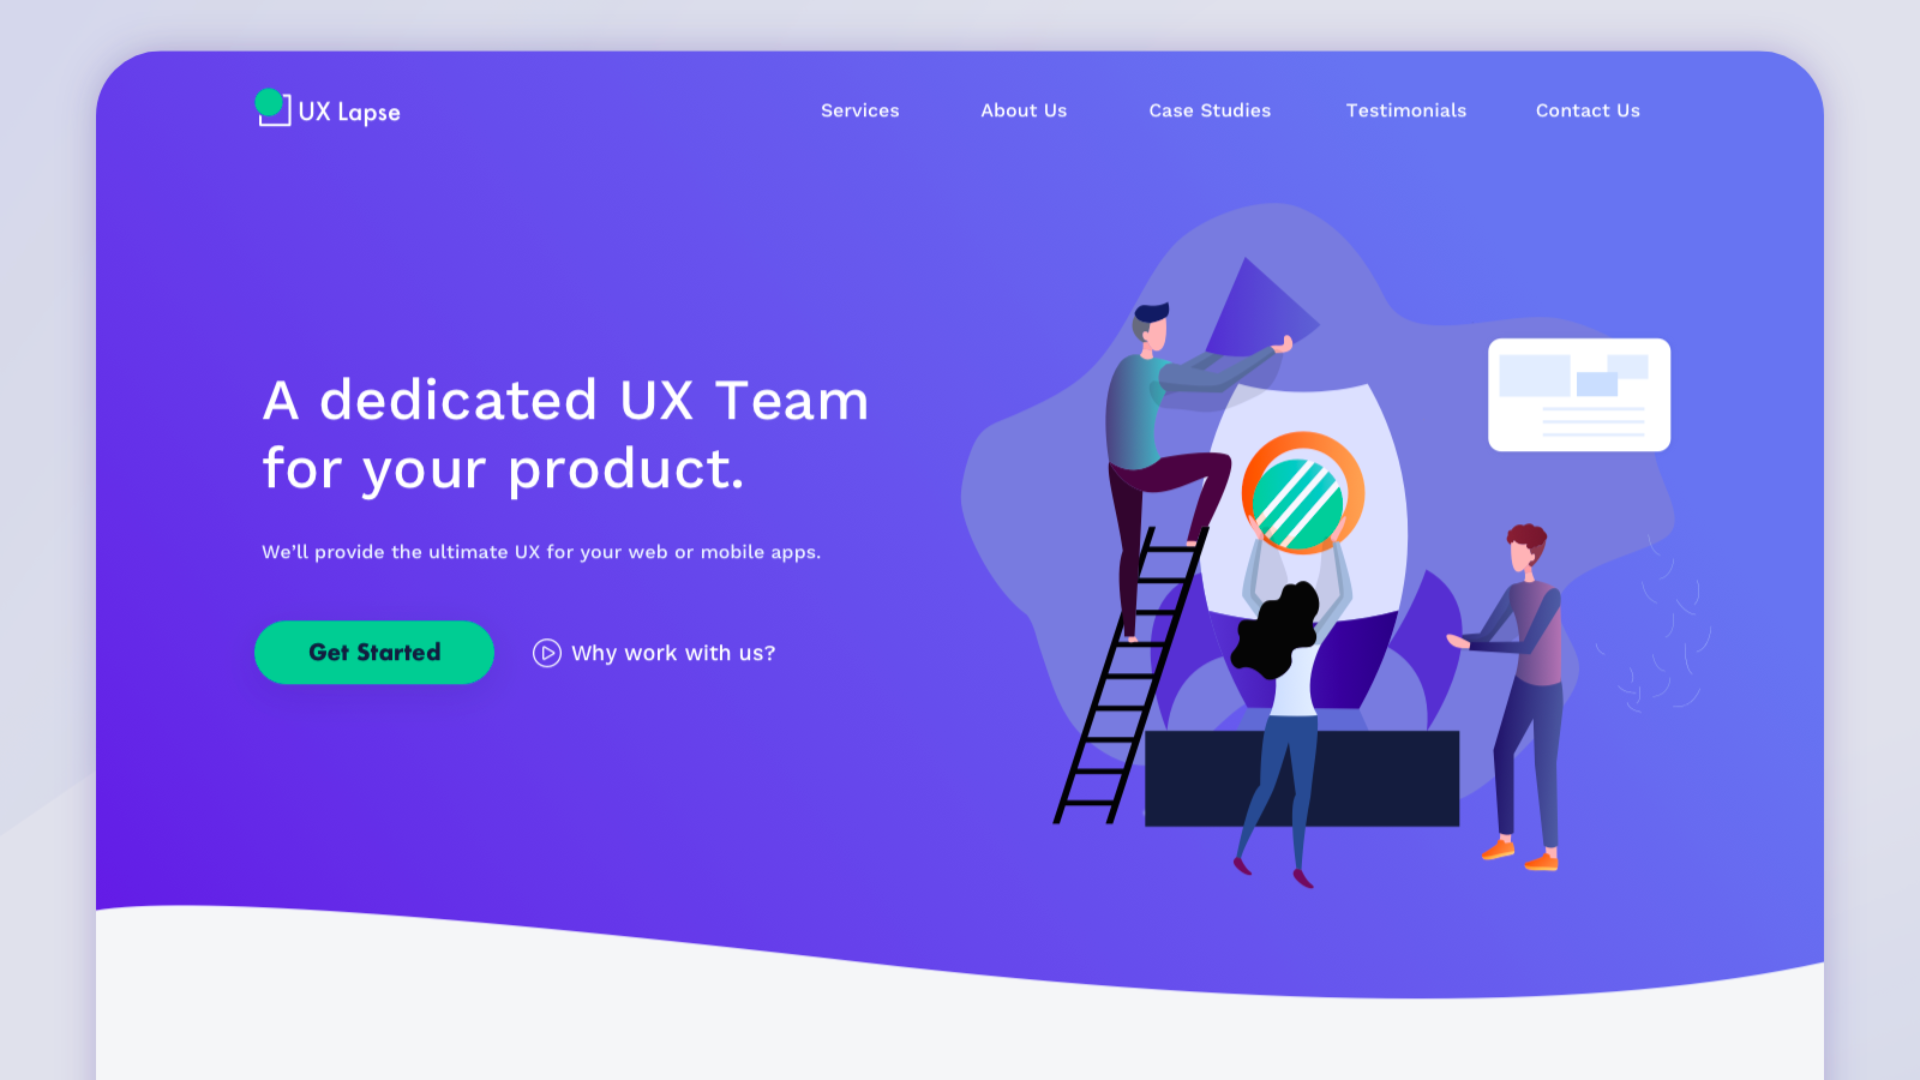 UX Lapse
Services
About Us
Case Studies
Testimonials
Contact Us
A dedicated UX Team
for your product.
We’ll provide the ultimate UX for your web or mobile apps.
Get Started
Why work with us?